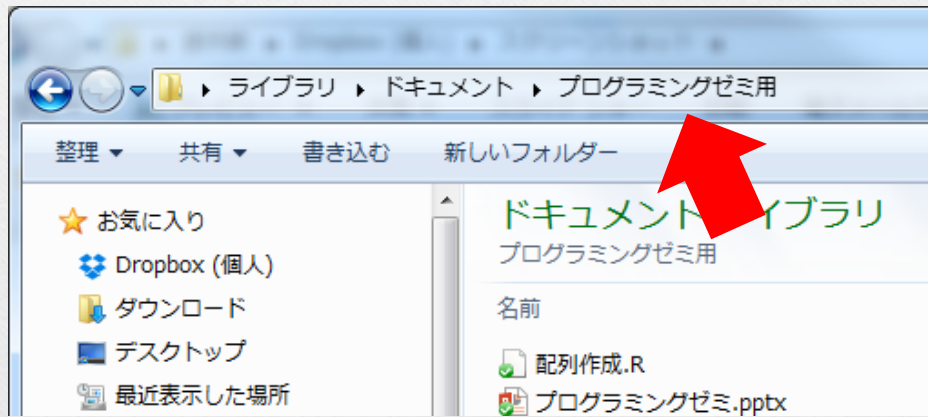 ライブラリ ▸ ドキュメント ▸ プログラミングゼミ用
整理 ▼ 共有 ▼ 書き込む 新しいフォルダー
お気に入り
Dropbox (個人)
ダウンロード
デスクトップ
最近表示した場所
ドキュメント イブラリ
プログラミングゼミ用
名前
配列作成.R
プログラミングゼミ.pptx